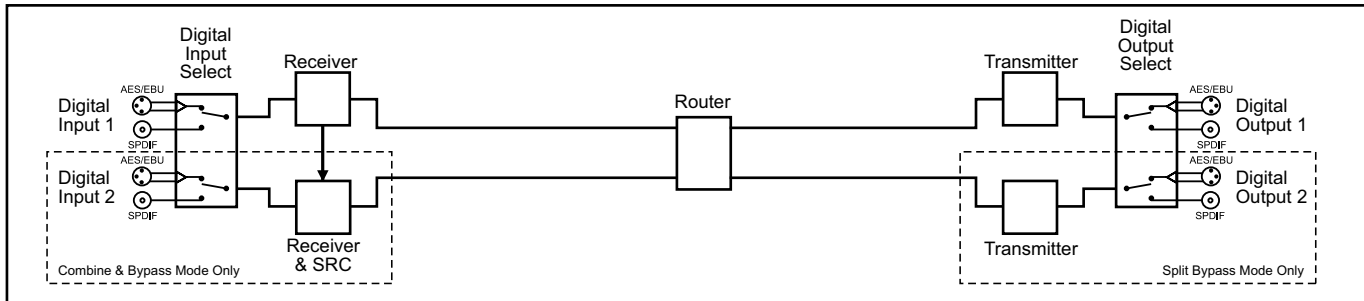 Digital
Input
Select
Receiver
AES/EBU
Digital
Input 1
SPDIF
AES/EBU
Digital
Input 2
SPDIF
Receiver
& SRC
Combine & Bypass Mode Only
Router
Transmitter
Digital
Output
Select
AES/EBU
Digital
Output 1
SPDIF
AES/EBU
Digital
Output 2
SPDIF
Transmitter
Split Bypass Mode Only